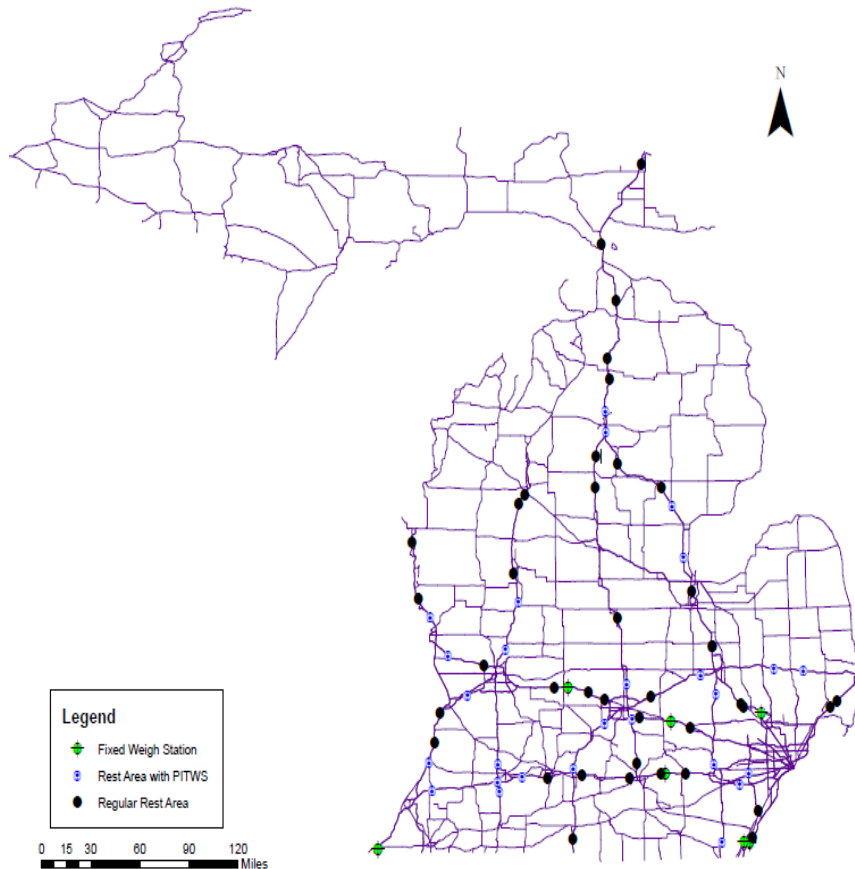 N
Legend
Fixed Weigh Station
Rest Area with PITWS
Regular Rest Area
0 15 30 60 90 120
Miles